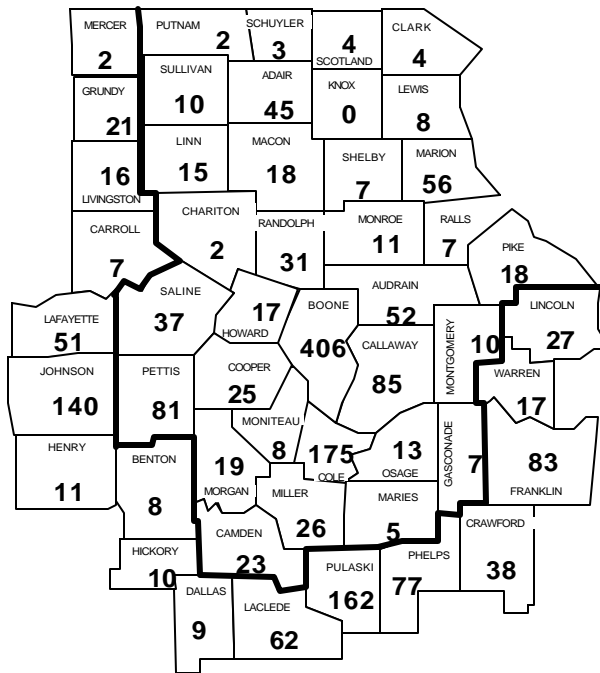 MERCER
2
PUTNAM
2
SCHUYLER
3
4
SCOTLAND
CLARK
4
GRUNDY
21
SULLIVAN
10
ADAIR
45
KNOX
0
LEWIS
8
16
LIVINGSTON
LINN
15
MACON
18
SHELBY
7
MARION
56
CARROLL
7
CHARITON
2
RANDOLPH
31
MONROE
11
RALLS
7
PIKE
18
LAFAYETTE
51
SALINE
37
17
HOWARD
BOONE
406
AUDRAIN
52
CALLAWAY
85
MONTGOMERY
10
LINCOLN
27
JOHNSON
140
PETTIS
81
COOPER
25
WARREN
17
HENRY
11
BENTON
8
19
MORGAN
MONITEAU
8
175
COLE
13
OSAGE
GASCONADE
7
83
FRANKLIN
HICKORY
10
CAMDEN
23
MILLER
26
MARIES
5
CRAWFORD
38
DALLAS
9
LACLEDE
62
PULASKI
162
PHELPS
77